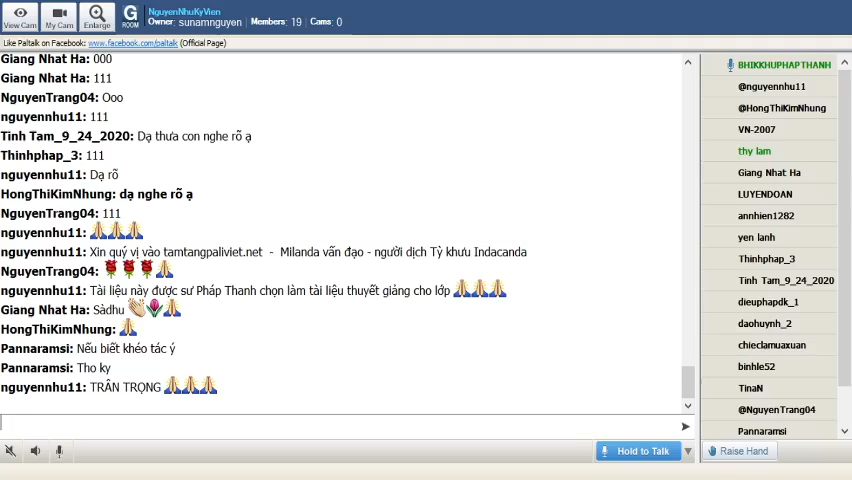 View Cam
My Cam
Enlarge
G
ROOM
NguyenNhuKyVien
Owner: sunamnguyen Members: 19 Cams: 0
Like Paltalk on Facebook: www.facebook.com/paltalk (Official Page)
Giang Nhat Ha: 000
Giang Nhat Ha: 111
NguyenTrang04: Ooo
nguyennhu11: 111
Tinh Tam_9_24_2020: Dạ thưa con nghe rõ ạ
Thinhphap_3: 111
nguyennhu11: Dạ rõ
HongThiKimNhung: dạ nghe rõ ạ
NguyenTrang04: 111
nguyennhu11:
nguyennhu11: Xin quý vị vào tamtangpaliviet.net - Milanda vấn đạo - người dịch Tỳ khưu Indacanda
NguyenTrang04:
nguyennhu11: Tài liệu này được sư Pháp Thanh chọn làm tài liệu thuyết giảng cho lớp
Giang Nhat Ha: Sàdhu
HongThiKimNhung:
Pannaramsi: Nếu biết khéo tác ý
Pannaramsi: Tho ky
nguyennhu11: TRÂN TRỌNG
BHIKKHUPHAPTHANH
@nguyennhu11
@HongThiKimNhung
VN-2007
thy lam
Giang Nhat Ha
LUYENDOAN
annhien1282
yen lanh
Thinhphap_3
Tinh Tam_9_24_2020
dieuphapdk_1
daohuynh_2
chieclamuaxuan
binhle52
TinaN
@NguyenTrang04
Pannaramsi
Hold to Talk
Raise Hand